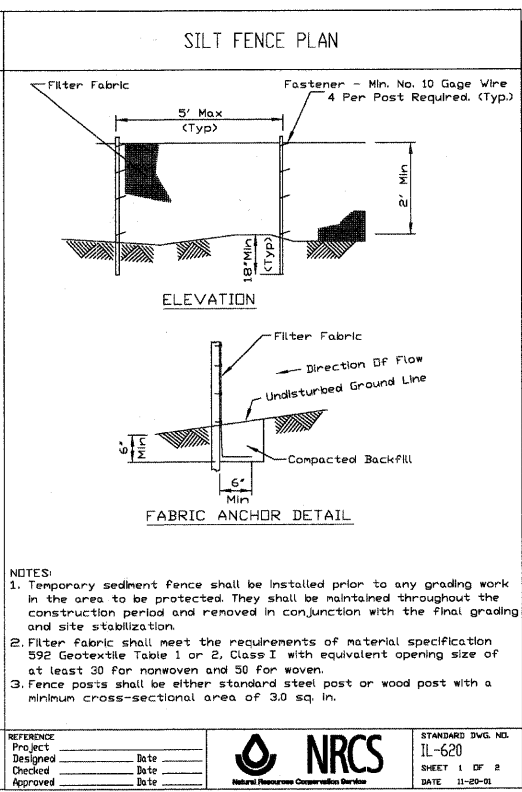 SILT FENCE PLAN
Filter Fabric
Fastener - Min. No. 10 Gage Wire
4 Per Post Required. (Typ.)
5' Max
(Typ)
2' Min
18"Min
(Typ)
ELEVATION
Filter Fabric
Direction Of Flow
Undisturbed Ground Line
6"
Min
Compacted Backfill
6"
Min
FABRIC ANCHOR DETAIL
NOTES:
1. Temporary sediment fence shall be installed prior to any grading work
in the area to be protected. They shall be maintained throughout the
construction period and removed in conjunction with the final grading
and site stabilization.
2. Filter fabric shall meet the requirements of material specification
592 Geotextile Table 1 or 2, Class I with equivalent opening size of
at least 30 for nonwoven and 50 for woven.
3. Fence posts shall be either standard steel post or wood post with a
minimum cross-sectional area of 3.0 sq. in.
REFERENCE
Project
Designed Date
Checked Date
Approved Date
NRCS
Natural Resources Conservation Service
STANDARD DWG. NO.
IL-620
SHEET 1 OF 2
DATE 11-20-01